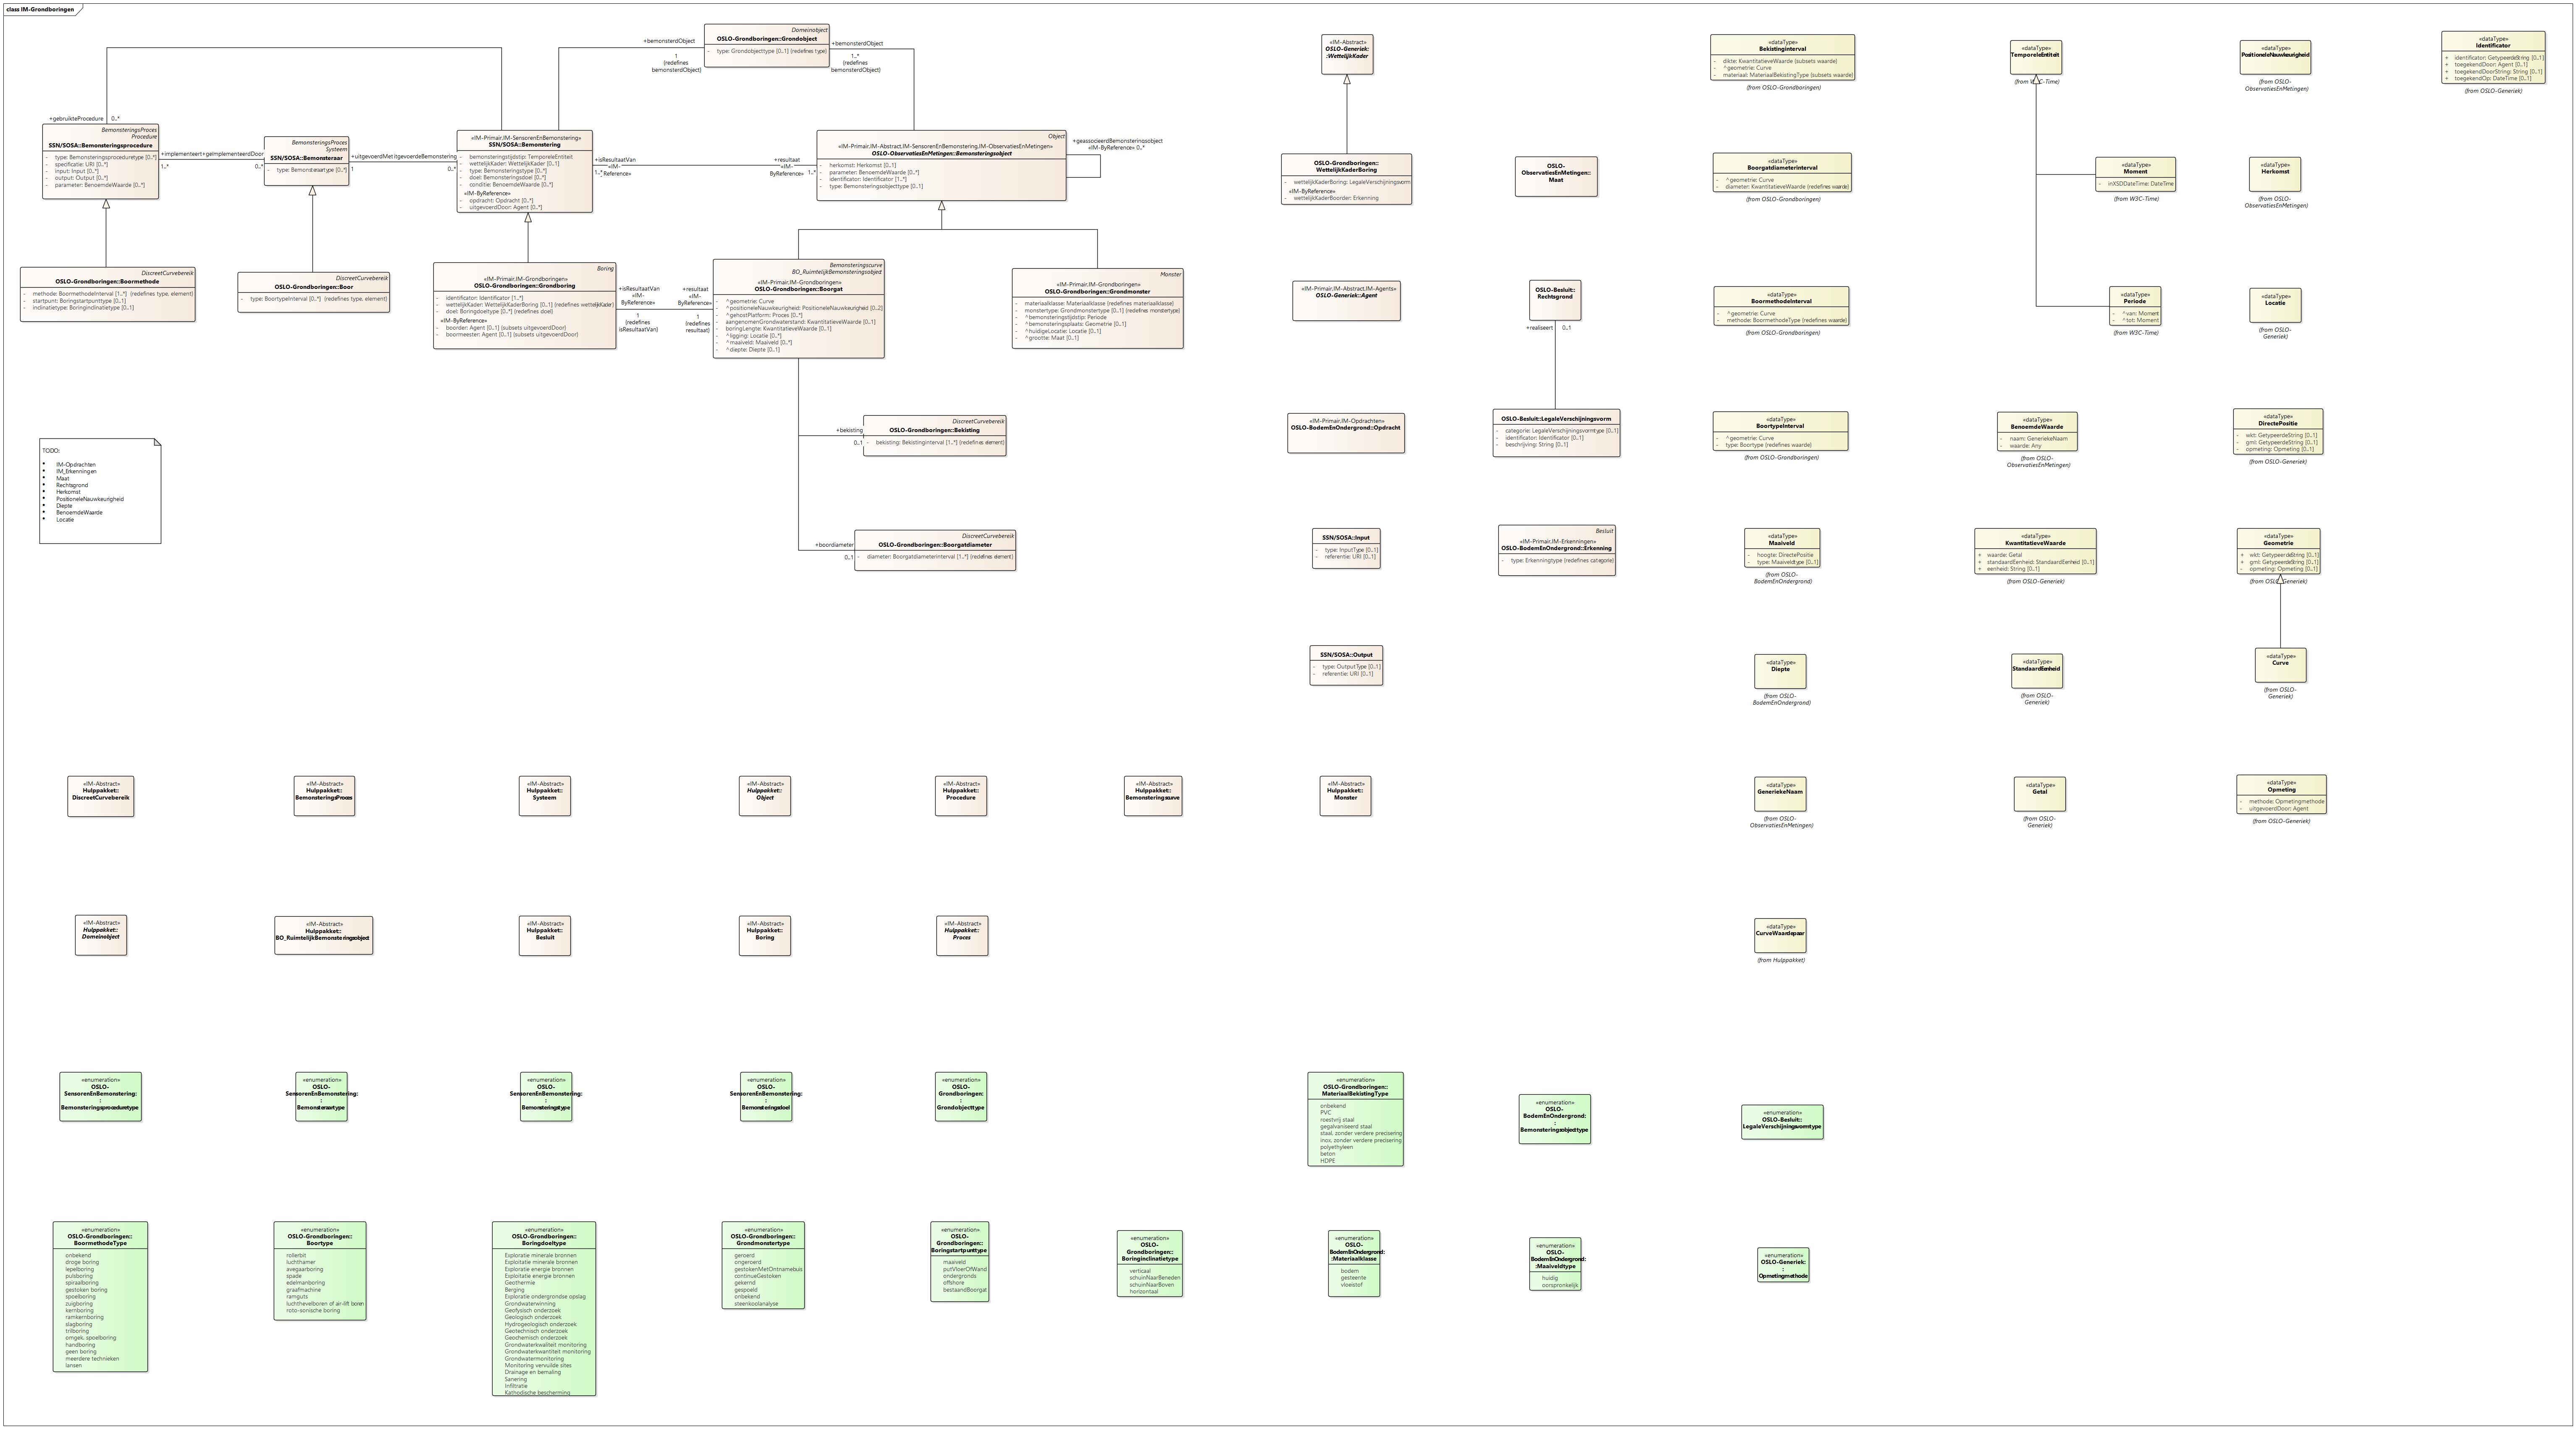 class IM-Grondboringen
Domeinobject
OSLO-Grondboringen::Grondobject
- type: Grondobjecttype [0..1] {redefines type}
+bemonsterdObject
1
{redefines
bemonsterdObject}
+bemonsterdObject
1..*
{redefines
bemonsterdObject}
+gebruikteProcedure 0..*
BemonsteringsProces
Procedure
SSN/SOSA::Bemonsteringsprocedure
- type: Bemonsteringsproceduretype [0..*]
- specificatie: URI [0..*]
- input: Input [0..*]
- output: Output [0..*]
- parameter: BenoemdeWaarde [0..*]
+implementeert
1..*
+geïmplementeerdDoor
0..*
BemonsteringsProces
Systeem
SSN/SOSA::Bemonsteraar
- type: Bemonsteraartype [0..*]
+uitgevoerdMet
1
+uitgevoerdeBemonstering
0..*
«IM-Primair.IM-SensorenEnBemonstering»
SSN/SOSA::Bemonstering
- bemonsteringstijdstip: TemporeleEntiteit
- wettelijkKader: WettelijkKader [0..1]
- type: Bemonsteringstype [0..*]
- doel: Bemonsteringsdoel [0..*]
- conditie: BenoemdeWaarde [0..*]
«IM-ByReference»
- opdracht: Opdracht [0..*]
- uitgevoerdDoor: Agent [0..*]
+isResultaatVan
«IM-
1..* Reference»
+resultaat
«IM-
ByReference» 1..*
Object
«IM-Primair.IM-Abstract,IM-SensorenEnBemonstering,IM-ObservatiesEnMetingen»
OSLO-ObservatiesEnMetingen::Bemonsteringsobject
- herkomst: Herkomst [0..1]
- parameter: BenoemdeWaarde [0..*]
- identificator: Identificator [1..*]
- type: Bemonsteringsobjecttype [0..1]
+geassocieerdBemonsteringsobject
«IM-ByReference» 0..*
DiscreetCurvebereik
OSLO-Grondboringen::Boormethode
- methode: BoormethodeInterval [1..*] {redefines type, element}
- startpunt: Boringstartpunttype [0..1]
- inclinatietype: Boringinclinatietype [0..1]
DiscreetCurvebereik
OSLO-Grondboringen::Boor
- type: BoortypeInterval [0..*] {redefines type, element}
Boring
«IM-Primair.IM-Grondboringen»
OSLO-Grondboringen::Grondboring
- identificator: Identificator [1..*]
- wettelijkKader: WettelijkKaderBoring [0..1] {redefines wettelijkKader}
- doel: Boringdoeltype [0..*] {redefines doel}
«IM-ByReference»
- boorder: Agent [0..1] {subsets uitgevoerdDoor}
- boormeester: Agent [0..1] {subsets uitgevoerdDoor}
+isResultaatVan
«IM-
ByReference»
1
{redefines
isResultaatVan}
+resultaat
«IM-
ByReference»
1
{redefines
resultaat}
Bemonsteringscurve
BO_RuimtelijkBemonsteringsobject
«IM-Primair.IM-Grondboringen»
OSLO-Grondboringen::Boorgat
- ^geometrie: Curve
- ^positioneleNauwkeurigheid: PositioneleNauwkeurigheid [0..2]
- ^gehostPlatform: Proces [0..*]
- aangenomenGrondwaterstand: KwantitatieveWaarde [0..1]
- boringLengte: KwantitatieveWaarde [0..1]
- ^ligging: Locatie [0..*]
- ^maaiveld: Maaiveld [0..*]
- ^diepte: Diepte [0..1]
Monster
«IM-Primair.IM-Grondboringen»
OSLO-Grondboringen::Grondmonster
- materiaalklasse: Materiaalklasse {redefines materiaalklasse}
- monstertype: Grondmonstertype [0..1] {redefines monstertype}
- ^bemonsteringstijdstip: Periode
- ^bemonsteringsplaats: Geometrie [0..1]
- ^huidigeLocatie: Locatie [0..1]
- ^grootte: Maat [0..1]
+bekisting
0..1
DiscreetCurvebereik
OSLO-Grondboringen::Bekisting
- bekisting: Bekistinginterval [1..*] {redefines element}
+boordiameter
0..1
DiscreetCurvebereik
OSLO-Grondboringen::Boorgatdiameter
- diameter: Boorgatdiameterinterval [1..*] {redefines element}
TODO:
• IM-Opdrachten
• IM_Erkenningen
• Maat
• Rechtsgrond
• Herkomst
• PositioneleNauwkeurigheid
• Diepte
• BenoemdeWaarde
• Locatie
«IM-Abstract»
OSLO-Generiek:
:WettelijkKader
OSLO-Grondboringen::
WettelijkKaderBoring
- wettelijkKaderBoring: LegaleVerschijningsvorm
«IM-ByReference»
- wettelijkKaderBoorder: Erkenning
OSLO-
ObservatiesEnMetingen::
Maat
«IM-Primair.IM-Abstract,IM-Agents»
OSLO-Generiek::Agent
OSLO-Besluit::
Rechtsgrond
+realiseert 0..1
«IM-Primair.IM-Opdrachten»
OSLO-BodemEnOndergrond::Opdracht
OSLO-Besluit::LegaleVerschijningsvorm
- categorie: LegaleVerschijningsvormtype [0..1]
- identificator: Identificator [0..1]
- beschrijving: String [0..1]
SSN/SOSA::Input
- type: InputType [0..1]
- referentie: URI [0..1]
Besluit
«IM-Primair.IM-Erkenningen»
OSLO-BodemEnOndergrond::Erkenning
- type: Erkenningtype {redefines categorie}
SSN/SOSA::Output
- type: OutputType [0..1]
- referentie: URI [0..1]
«dataType»
Bekistinginterval
- dikte: KwantitatieveWaarde {subsets waarde}
- ^geometrie: Curve
- materiaal: MateriaalBekistingType {subsets waarde}
(from OSLO-Grondboringen)
«dataType»
Boorgatdiameterinterval
- ^geometrie: Curve
- diameter: KwantitatieveWaarde {redefines waarde}
(from OSLO-Grondboringen)
«dataType»
BoormethodeInterval
- ^geometrie: Curve
- methode: BoormethodeType {redefines waarde}
(from OSLO-Grondboringen)
«dataType»
BoortypeInterval
- ^geometrie: Curve
- type: Boortype {redefines waarde}
(from OSLO-Grondboringen)
«dataType»
Maaiveld
- hoogte: DirectePositie
- type: Maaiveldtype [0..1]
(from OSLO-
BodemEnOndergrond)
«dataType»
Diepte
(from OSLO-
BodemEnOndergrond)
«dataType»
GeneriekeNaam
(from OSLO-
ObservatiesEnMetingen)
«dataType»
CurveWaardepaar
(from Hulppakket)
«dataType»
TemporeleEntiteit
(from W3C-Time)
«dataType»
Moment
- inXSDDateTime: DateTime
(from W3C-Time)
«dataType»
Periode
- ^van: Moment
- ^tot: Moment
(from W3C-Time)
«dataType»
BenoemdeWaarde
- naam: GeneriekeNaam
- waarde: Any
(from OSLO-
ObservatiesEnMetingen)
«dataType»
KwantitatieveWaarde
+ waarde: Getal
+ standaardEenheid: StandaardEenheid [0..1]
+ eenheid: String [0..1]
(from OSLO-Generiek)
«dataType»
StandaardEenheid
(from OSLO-
Generiek)
«dataType»
Getal
(from OSLO-
Generiek)
«dataType»
PositioneleNauwkeurigheid
(from OSLO-
ObservatiesEnMetingen)
«dataType»
Herkomst
(from OSLO-
ObservatiesEnMetingen)
«dataType»
Locatie
(from OSLO-
Generiek)
«dataType»
DirectePositie
- wkt: GetypeerdeString [0..1]
- gml: GetypeerdeString [0..1]
- opmeting: Opmeting [0..1]
(from OSLO-Generiek)
«dataType»
Geometrie
+ wkt: GetypeerdeString [0..1]
+ gml: GetypeerdeString [0..1]
- opmeting: Opmeting [0..1]
(from OSLO-Generiek)
«dataType»
Curve
(from OSLO-
Generiek)
«dataType»
Opmeting
- methode: Opmetingmethode
- uitgevoerdDoor: Agent
(from OSLO-Generiek)
«dataType»
Identificator
+ identificator: GetypeerdeString [0..1]
+ toegekendDoor: Agent [0..1]
+ toegekendDoorString: String [0..1]
+ toegekendOp: DateTime [0..1]
(from OSLO-Generiek)
«IM-Abstract»
Hulppakket::
DiscreetCurvebereik
«IM-Abstract»
Hulppakket::
BemonsteringsProces
«IM-Abstract»
Hulppakket::
Systeem
«IM-Abstract»
Hulppakket::
Object
«IM-Abstract»
Hulppakket::
Procedure
«IM-Abstract»
Hulppakket::
Bemonsteringscurve
«IM-Abstract»
Hulppakket::
Monster
«IM-Abstract»
Hulppakket::
Domeinobject
«IM-Abstract»
Hulppakket::
BO_RuimtelijkBemonsteringsobject
«IM-Abstract»
Hulppakket::
Besluit
«IM-Abstract»
Hulppakket::
Boring
«IM-Abstract»
Hulppakket::
Proces
«enumeration»
OSLO-
SensorenEnBemonstering:
:
Bemonsteringsproceduretype
«enumeration»
OSLO-
SensorenEnBemonstering:
:
Bemonsteraartype
«enumeration»
OSLO-
SensorenEnBemonstering:
:
Bemonsteringstype
«enumeration»
OSLO-
SensorenEnBemonstering:
:
Bemonsteringsdoel
«enumeration»
OSLO-
Grondboringen:
:
Grondobjecttype
«enumeration»
OSLO-Grondboringen::
MateriaalBekistingType
onbekend
PVC
roestvrij staal
gegalvaniseerd staal
staal, zonder verdere precisering
inox, zonder verdere precisering
polyethyleen
beton
HDPE
«enumeration»
OSLO-
BodemEnOndergrond:
:
Bemonsteringsobjecttype
«enumeration»
OSLO-Besluit::
LegaleVerschijningsvormtype
«enumeration»
OSLO-Grondboringen::
BoormethodeType
onbekend
droge boring
lepelboring
pulsboring
spiraalboring
gestoken boring
spoelboring
zuigboring
kernboring
ramkernboring
slagboring
trilboring
omgek. spoelboring
handboring
geen boring
meerdere technieken
lansen
«enumeration»
OSLO-Grondboringen::
Boortype
rollerbit
luchthamer
avegaarboring
spade
edelmanboring
graafmachine
ramguts
luchthevelboren of air-lift boren
roto-sonische boring
«enumeration»
OSLO-Grondboringen::
Boringdoeltype
Exploratie minerale bronnen
Exploitatie minerale bronnen
Exploratie energie bronnen
Exploitatie energie bronnen
Geothermie
Berging
Exploratie ondergrondse opslag
Grondwaterwinning
Geofysisch onderzoek
Geologisch onderzoek
Hydrogeologisch onderzoek
Geotechnisch onderzoek
Geochemisch onderzoek
Grondwaterkwaliteit monitoring
Grondwaterkwantiteit monitoring
Grondwatermonitoring
Monitoring vervuilde sites
Drainage en bemaling
Sanering
Infiltratie
Kathodische bescherming
«enumeration»
OSLO-Grondboringen::
Grondmonstertype
geroerd
ongeroerd
gestokenMetOntnamebuis
continueGestoken
gekernd
gespoeld
onbekend
steenkoolanalyse
«enumeration»
OSLO-
Grondboringen::
Boringstartpunttype
maaiveld
putVloerOfWand
ondergronds
offshore
bestaandBoorgat
«enumeration»
OSLO-
Grondboringen::
Boringinclinatietype
verticaal
schuinNaarBeneden
schuinNaarBoven
horizontaal
«enumeration»
OSLO-
BodemEnOndergrond:
:Materiaalklasse
bodem
gesteente
vloeistof
«enumeration»
OSLO-
BodemEnOndergrond:
:Maaiveldtype
huidig
oorspronkelijk
«enumeration»
OSLO-Generiek:
:
Opmetingmethode